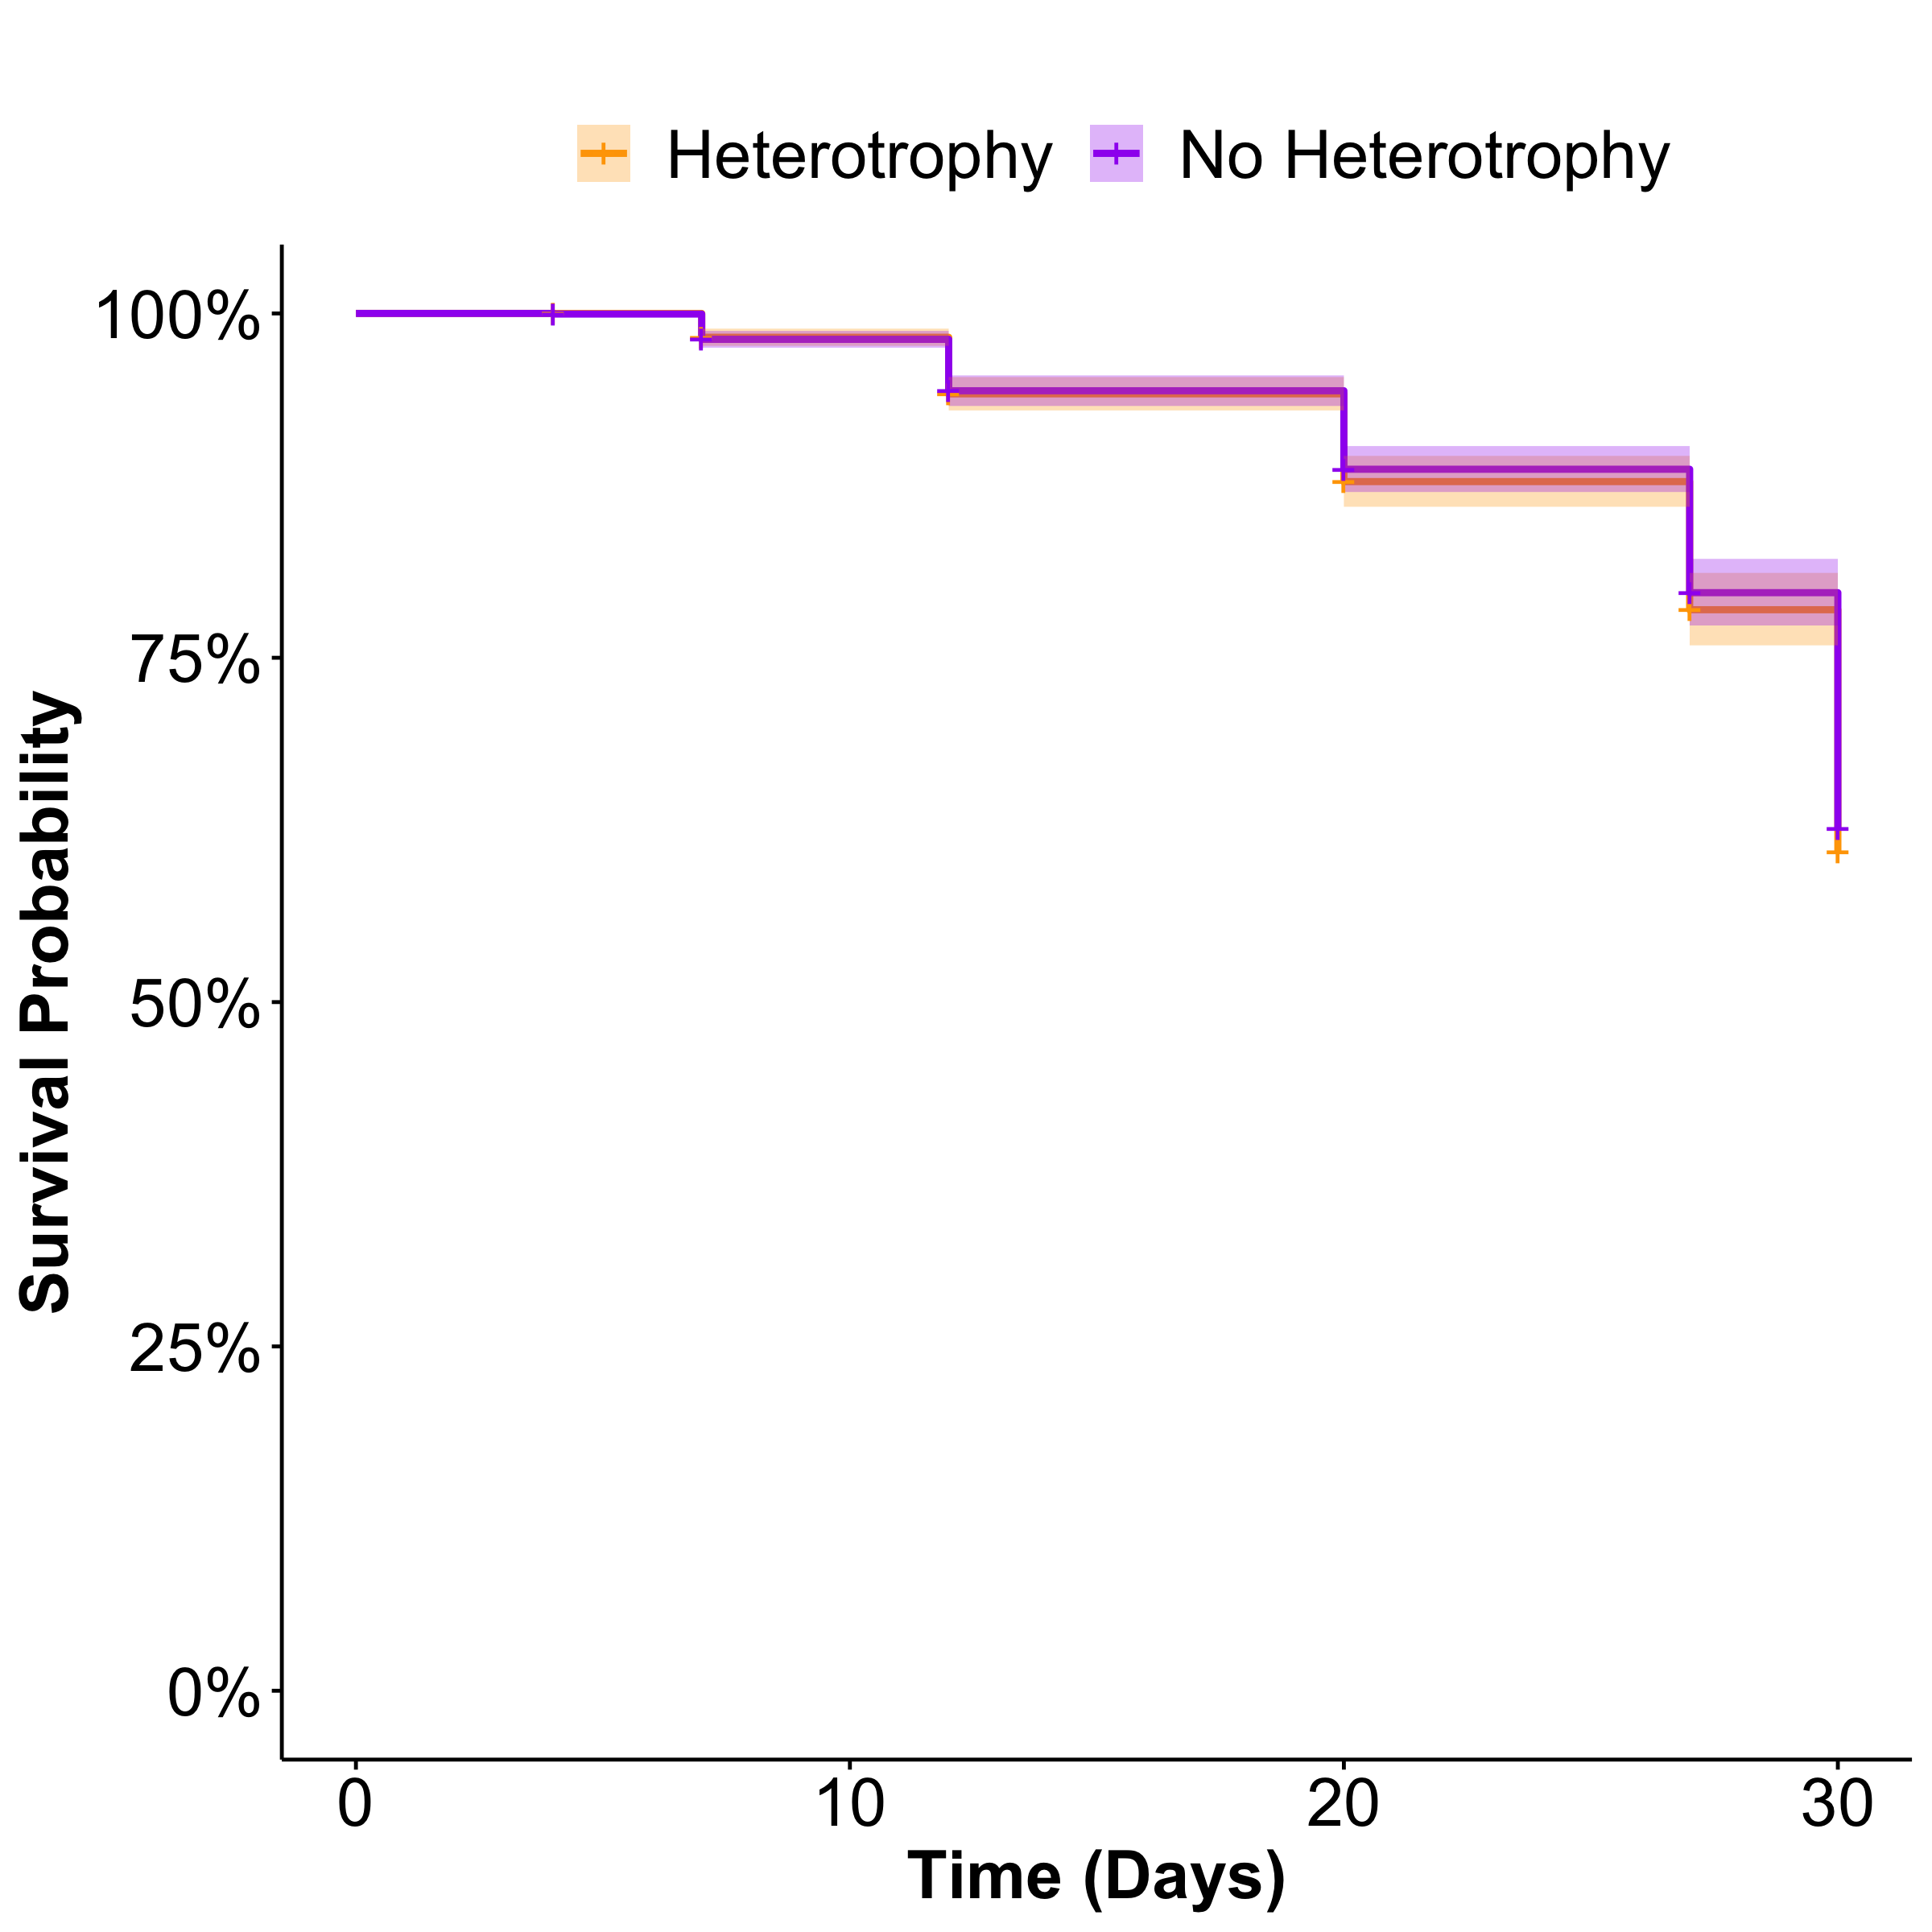 Heterotrophy No Heterotrophy
100%
75%
50%
25%
0%
Survival Probability
0 10 20 30
Time (Days)